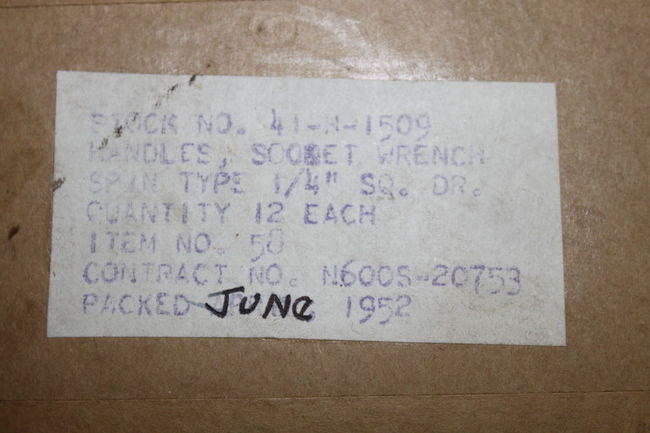 STOCK NO. 41-H-1509
HANDLES, SOCKET WRENCH
SPIN TYPE 1/4" SQ. DR.
QUANTITY 12 EACH
ITEM NO. 58
CONTRACT NO. N600S-20753
PACKED JUNE 1952